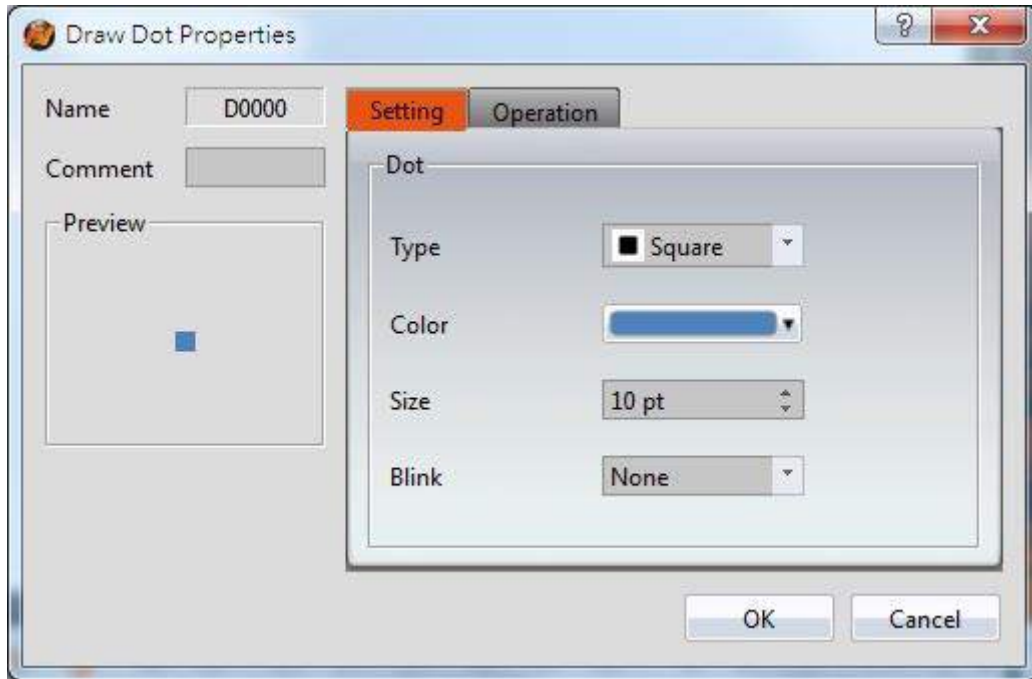 Draw Dot Properties
?
Name D0000
Comment
Preview
Setting Operation
Dot
Type Square
Color
Size 10 pt
Blink None
OK Cancel